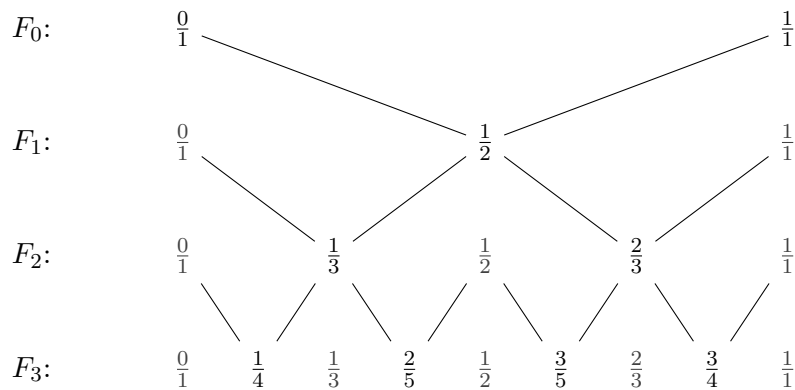 F₀: 0/1 1/1
F₁: 0/1 1/2 1/1
F₂: 0/1 1/3 1/2 2/3 1/1
F₃: 0/1 1/4 1/3 2/5 1/2 3/5 2/3 3/4 1/1